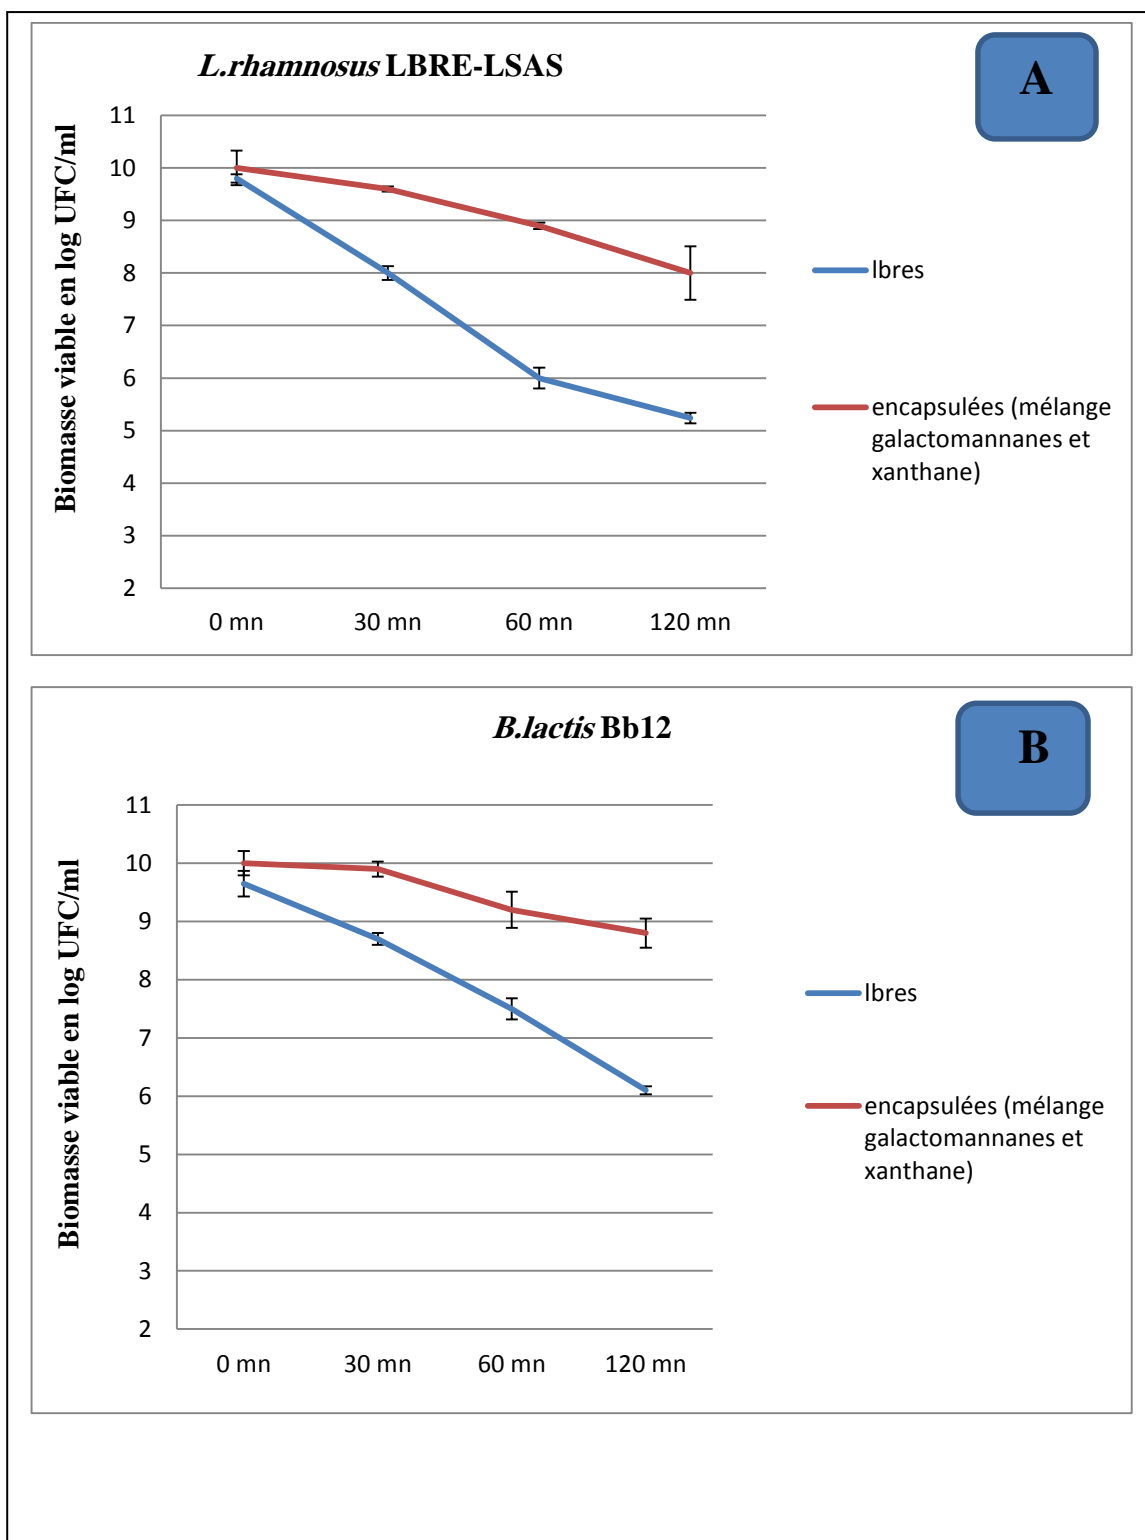 L.rhamnosus LBRE-LSAS
A
Biomasse viable en log UFC/ml
11
10
9
8
7
6
5
4
3
2
0 mn 30 mn 60 mn 120 mn
lbres
encapsulées (mélange
galactomannanes et
xanthane)
B.lactis Bb12
B
Biomasse viable en log UFC/ml
11
10
9
8
7
6
5
4
3
2
0 mn 30 mn 60 mn 120 mn
lbres
encapsulées (mélange
galactomannanes et
xanthane)